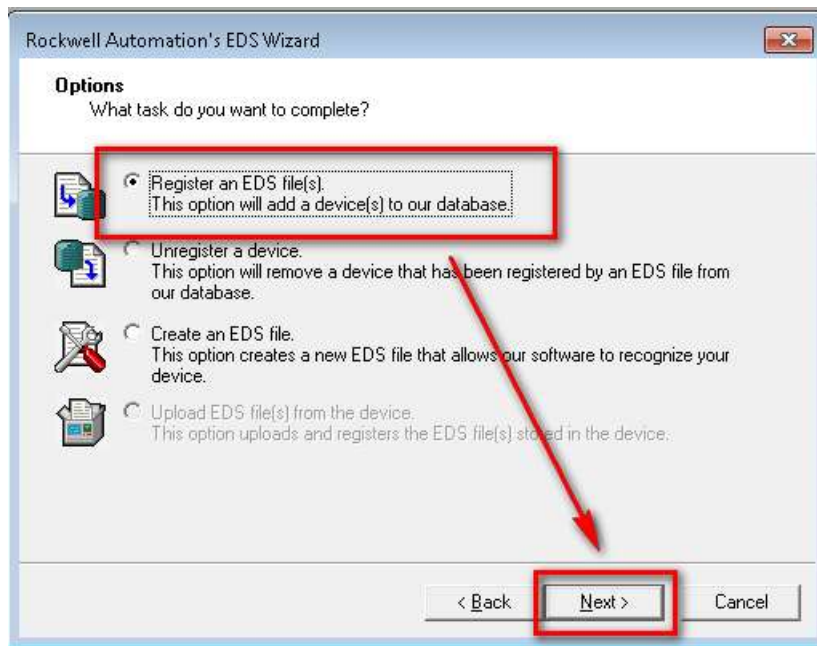 Rockwell Automation's EDS Wizard
Options
What task do you want to complete?
Register an EDS file(s).
This option will add a device(s) to our database.
Unregister a device.
This option will remove a device that has been registered by an EDS file from
our database.
Create an EDS file.
This option creates a new EDS file that allows our software to recognize your
device.
Upload EDS file(s) from the device.
This option uploads and registers the EDS file(s) stored in the device.
< Back
Next >
Cancel